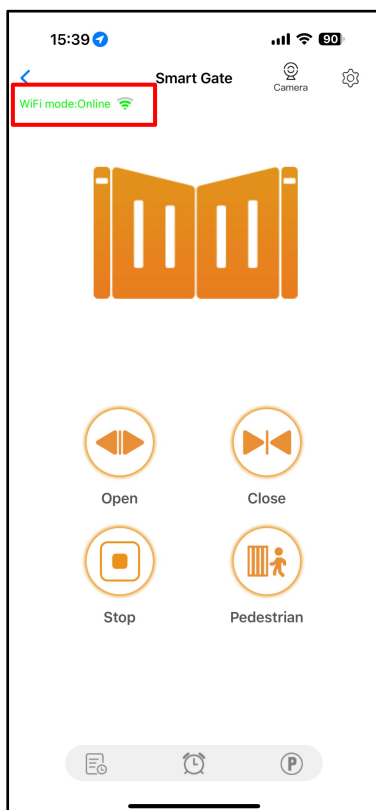 15:39 90
Smart Gate
Camera
WiFi mode:Online
Open Close
Stop Pedestrian
P